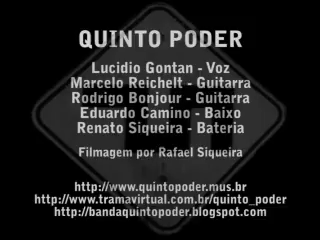 QUINTO PODER
Lucidio Gontan - Voz
Marcelo Reichelt - Guitarra
Rodrigo Bonjour - Guitarra
Eduardo Camino - Baixo
Renato Siqueira - Bateria
Filmagem por Rafael Siqueira
http://www.quintopoder.mus.br
http://www.tramavirtual.com.br/quinto_poder
http://bandaquintopoder.blogspot.com